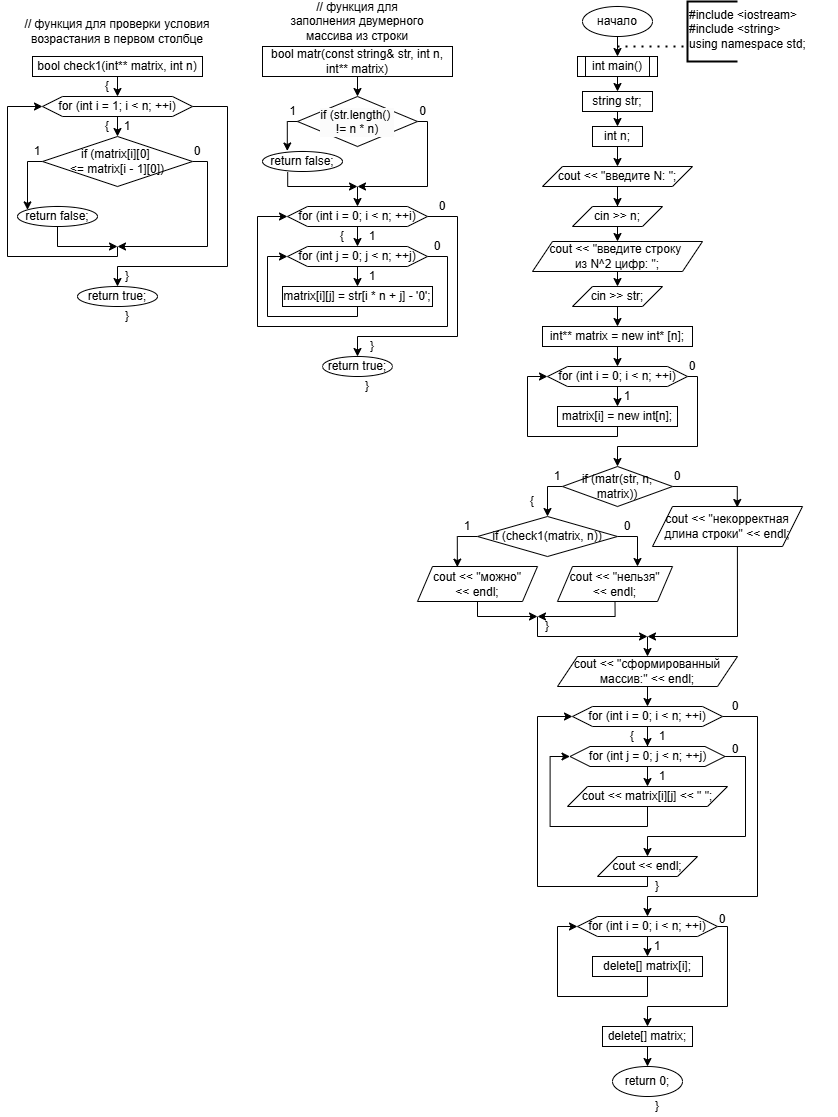 // функция для проверки условия
возрастания в первом столбце
bool check1(int** matrix, int n)
{
for (int i = 1; i < n; ++i)
{ 1
if (matrix[i][0]
<= matrix[i - 1][0])
1
0
return false;
}
return true;
}
// функция для
заполнения двумерного
массива из строки
bool matr(const string& str, int n,
int** matrix)
{
if (str.length()
!= n * n)
1
0
return false;
for (int i = 0; i < n; ++i)
0
{ 1
for (int j = 0; j < n; ++j)
0
1
matrix[i][j] = str[i * n + j] - '0';
}
return true;
}
начало
#include <iostream>
#include <string>
using namespace std;
int main()
string str;
int n;
cout << "введите N: ";
cin >> n;
cout << "введите строку
из N^2 цифр: ";
cin >> str;
int** matrix = new int* [n];
for (int i = 0; i < n; ++i)
0
1
matrix[i] = new int[n];
if (matr(str, n,
matrix))
1
0
{
cout << "некорректная
длина строки" << endl;
if (check1(matrix, n))
1
0
cout << "можно"
<< endl;
cout << "нельзя"
<< endl;
}
cout << "сформированный
массив:" << endl;
for (int i = 0; i < n; ++i)
0
{ 1
for (int j = 0; j < n; ++j)
0
1
cout << matrix[i][j] << " ";
cout << endl;
}
for (int i = 0; i < n; ++i)
0
1
delete[] matrix[i];
delete[] matrix;
return 0;
}